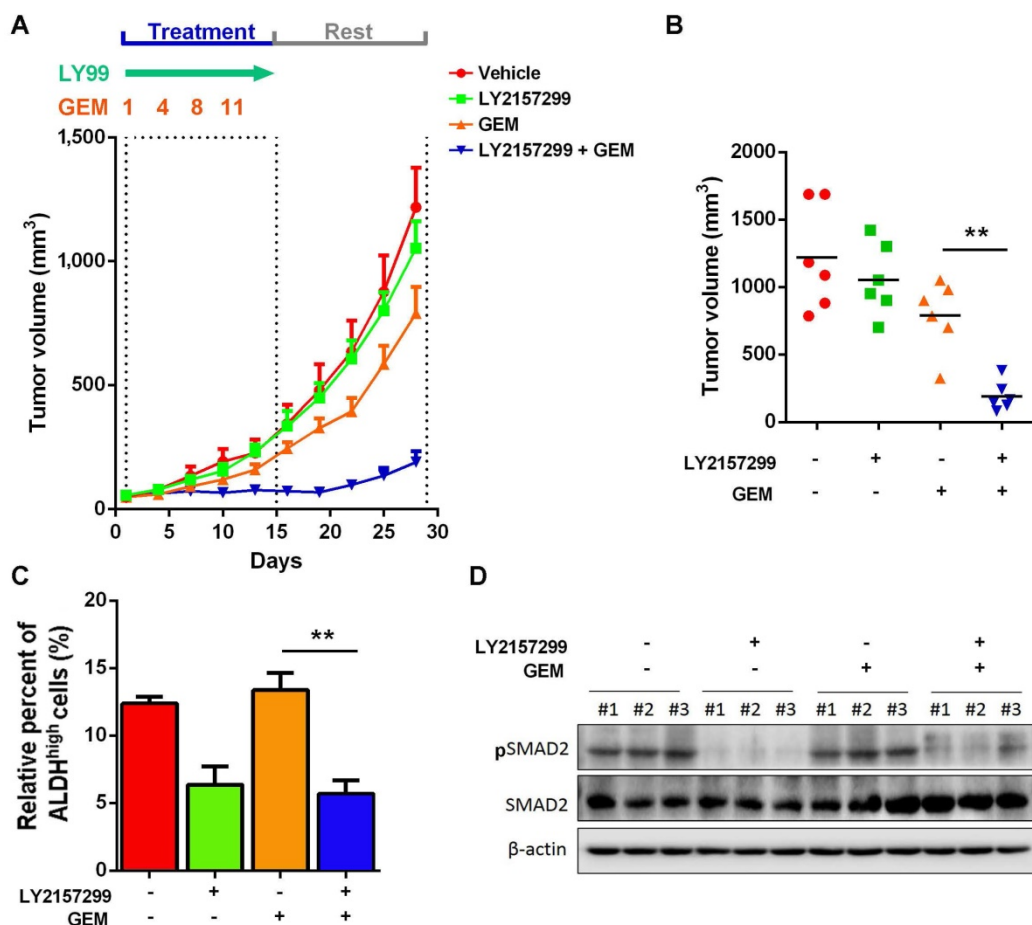 A
Treatment Rest
LY99
GEM 1 4 8 11
Vehicle
LY2157299
GEM
LY2157299 + GEM
Tumor volume (mm³)
1,500
1,000
500
0
0 5 10 15 20 25 30
Days
B
Tumor volume (mm³)
2000
1500
1000
500
0
**
LY2157299 - + - +
GEM - - + +
C
Relative percent of
ALDHhigh cells (%)
20
15
10
5
0
**
LY2157299 - + - +
GEM - - + +
D
LY2157299 - + - +
GEM - - + +
#1 #2 #3 #1 #2 #3 #1 #2 #3 #1 #2 #3
pSMAD2
SMAD2
β-actin